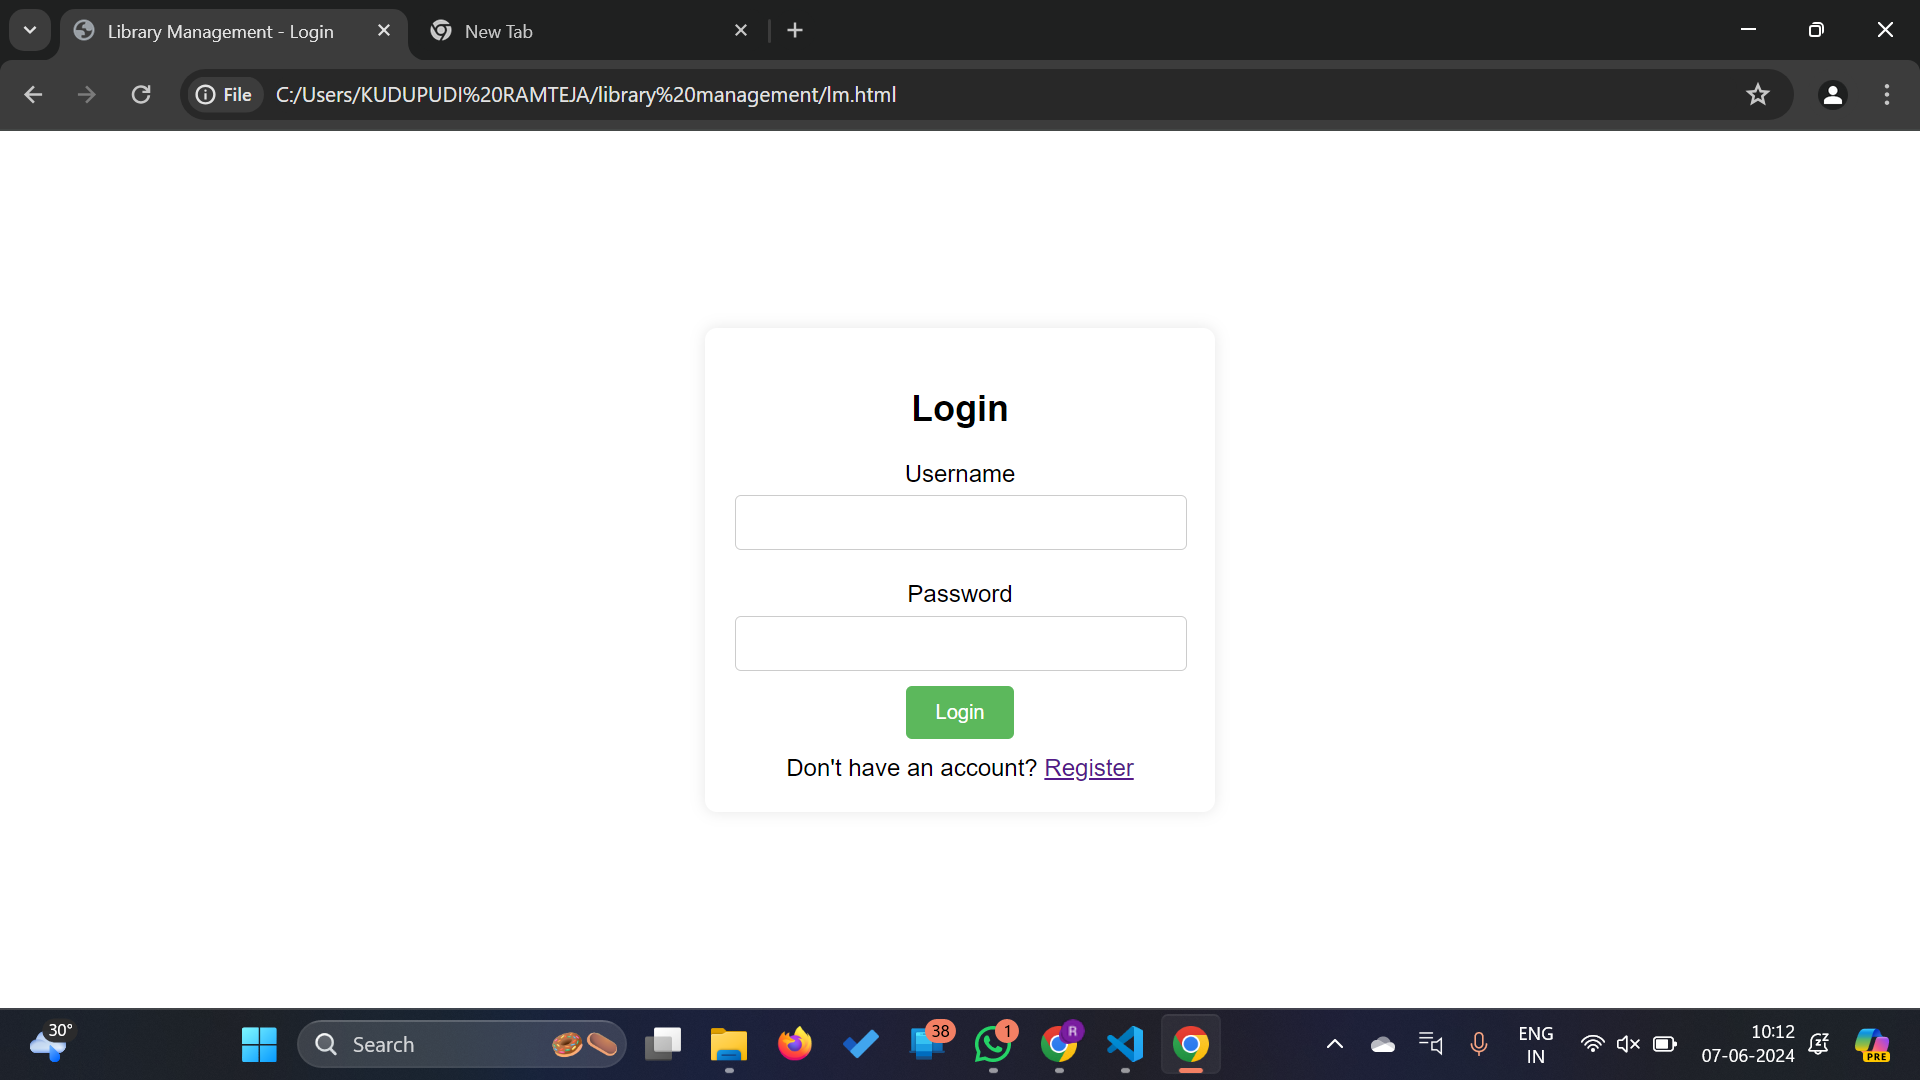 Library Management - Login
New Tab
File
C:/Users/KUDUPUDI%20RAMTEJA/library%20management/lm.html
Login
Username
Password
Login
Don't have an account? Register
30°
Search
38
1
R
ENG
IN
10:12
07-06-2024
PRE